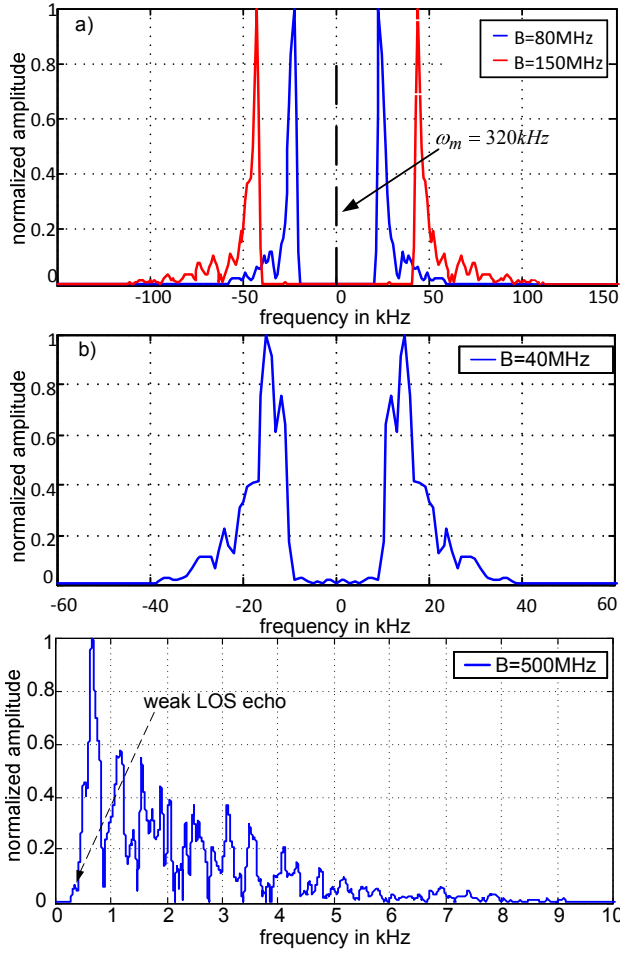 a)
B=80MHz
B=150MHz
ω_m = 320kHz
normalized amplitude
1
0.8
0.6
0.4
0.2
0
-100 -50 0 50 100 150
frequency in kHz
b)
B=40MHz
normalized amplitude
1
0.8
0.6
0.4
0.2
0
-60 -40 -20 0 20 40 60
frequency in kHz
B=500MHz
weak LOS echo
normalized amplitude
1
0.8
0.6
0.4
0.2
0
0 1 2 3 4 5 6 7 8 9 10
frequency in kHz